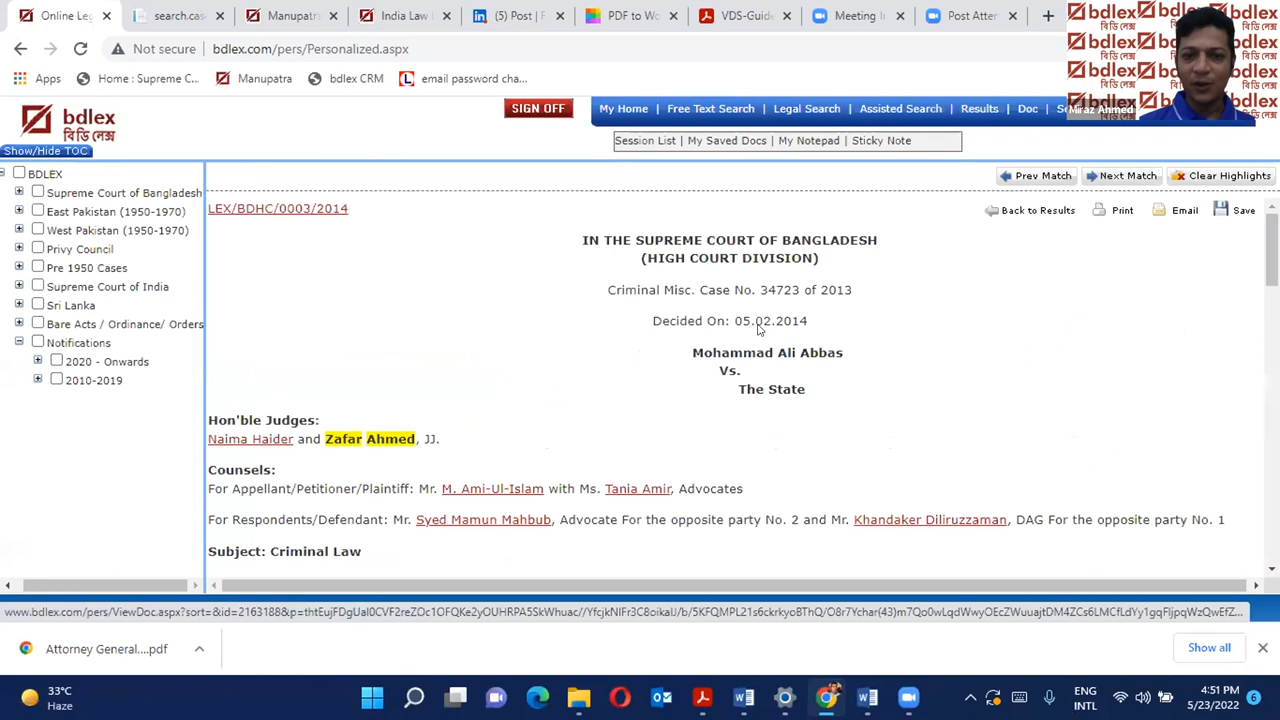 Online Leg
search.cas
Manupatra
India Law
(5) Post | F
PDF to Wo
VDS-Guide
Meeting In
Post Atten
Not secure
bdlex.com/pers/Personalized.aspx
Apps
Home : Supreme C...
Manupatra
bdlex CRM
email password cha...
bdlex
বি ডি লেক্স
Miraz Ahmed
SIGN OFF
My Home | Free Text Search | Legal Search | Assisted Search | Results | Doc |
Session List | My Saved Docs | My Notepad | Sticky Note
Show/Hide TOC
BDLEX
Supreme Court of Bangladesh
East Pakistan (1950-1970)
West Pakistan (1950-1970)
Privy Council
Pre 1950 Cases
Supreme Court of India
Sri Lanka
Bare Acts / Ordinance/ Orders
Notifications
2020 - Onwards
2010-2019
Prev Match
Next Match
Clear Highlights
LEX/BDHC/0003/2014
Back to Results
Print
Email
Save
IN THE SUPREME COURT OF BANGLADESH
(HIGH COURT DIVISION)
Criminal Misc. Case No. 34723 of 2013
Decided On: 05.02.2014
Mohammad Ali Abbas
Vs.
The State
Hon'ble Judges:
Naima Haider and Zafar Ahmed, JJ.
Counsels:
For Appellant/Petitioner/Plaintiff: Mr. M. Ami-Ul-Islam with Ms. Tania Amir, Advocates
For Respondents/Defendant: Mr. Syed Mamun Mahbub, Advocate For the opposite party No. 2 and Mr. Khandaker Diliruzzaman, DAG For the opposite party No. 1
Subject: Criminal Law
Attorney General....pdf
Show all
33°C
Haze
ENG
INTL
4:51 PM
5/23/2022
6